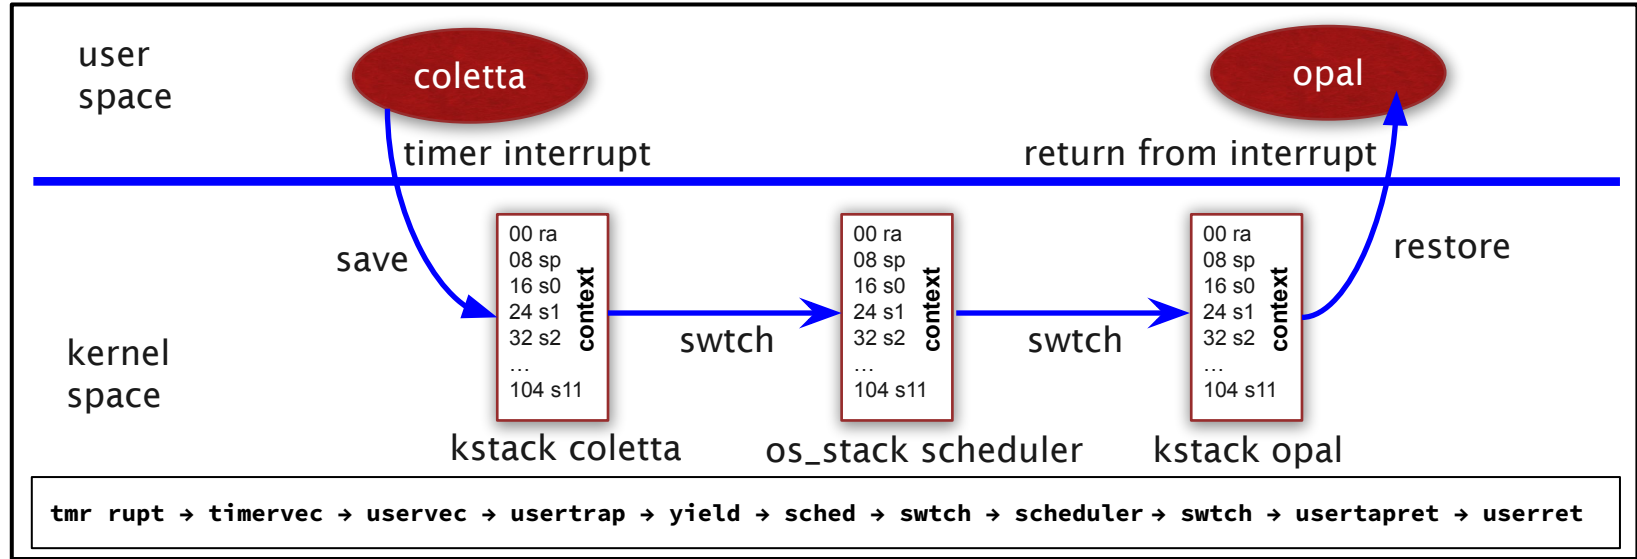 user
space
coletta
opal
timer interrupt
return from interrupt
save
restore
00 ra
08 sp
16 s0
24 s1
32 s2
...
104 s11
context
swtch
00 ra
08 sp
16 s0
24 s1
32 s2
...
104 s11
context
swtch
00 ra
08 sp
16 s0
24 s1
32 s2
...
104 s11
context
kernel
space
kstack coletta
os_stack scheduler
kstack opal
tmr rupt → timervec → uservec → usertrap → yield → sched → swtch → scheduler → swtch → usertapret → userret